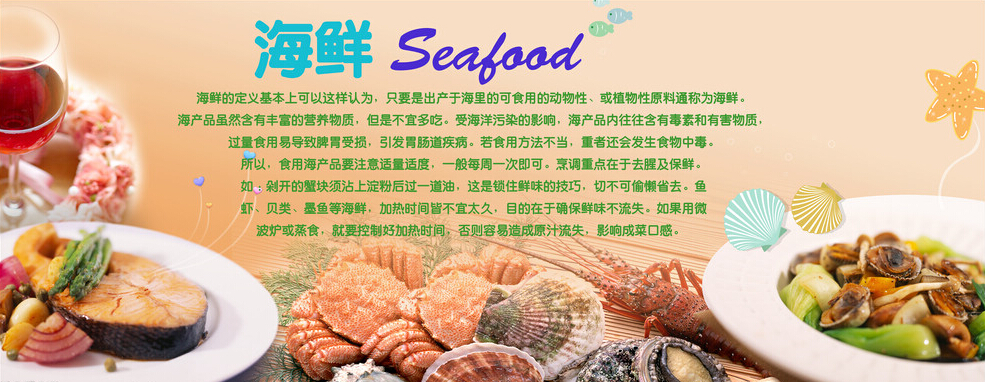 海鲜 Seafood
海鲜的定义基本上可以这样认为，只要是出产于海里的可食用的动物性、或植物性原料通称为海鲜。
海产品虽然含有丰富的营养物质，但是不宜多吃。受海洋污染的影响，海产品内往往含有毒素和有害物质，
过量食用易导致脾胃受损，引发胃肠道疾病。若食用方法不当，重者还会发生食物中毒。
所以，食用海产品要注意适量适度，一般每周一次即可。烹调重点在于去腥及保鲜。
如：剁开的蟹块须沾上淀粉后过一道油，这是锁住鲜味的技巧，切不可偷懒省去。鱼
虾、贝类、墨鱼等海鲜，加热时间皆不宜太久，目的在于确保鲜味不流失。如果用微
波炉或蒸食，就要控制好加热时间，否则容易造成原汁流失，影响成菜口感。